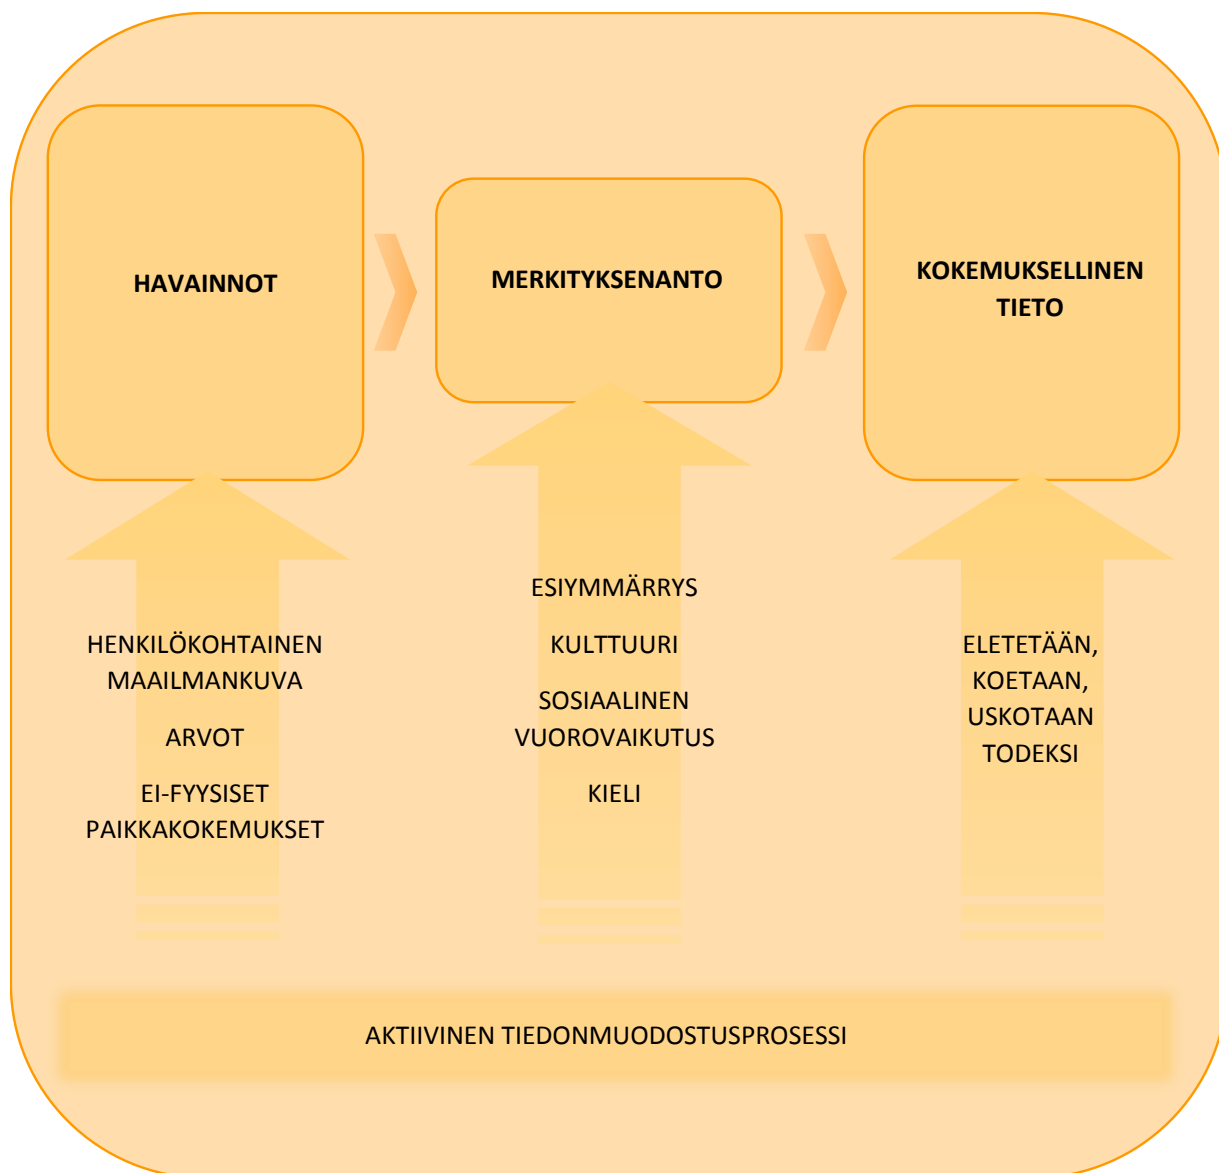 HAVAINNOT
MERKITYKSENANTO
KOKEMUKSELLINEN
TIETO
HENKILÖKOHTAINEN
MAAILMANKUVA
ARVOT
EI-FYYSISET
PAIKKAKOKEMUKSET
ESIYMMÄRRYS
KULTTUURI
SOSIAALINEN
VUOROVAIKUTUS
KIELI
ELETETÄÄN,
KOETAAN,
USKOTAAN
TODEKSI
AKTIIVINEN TIEDONMUODOSTUSPROSESSI